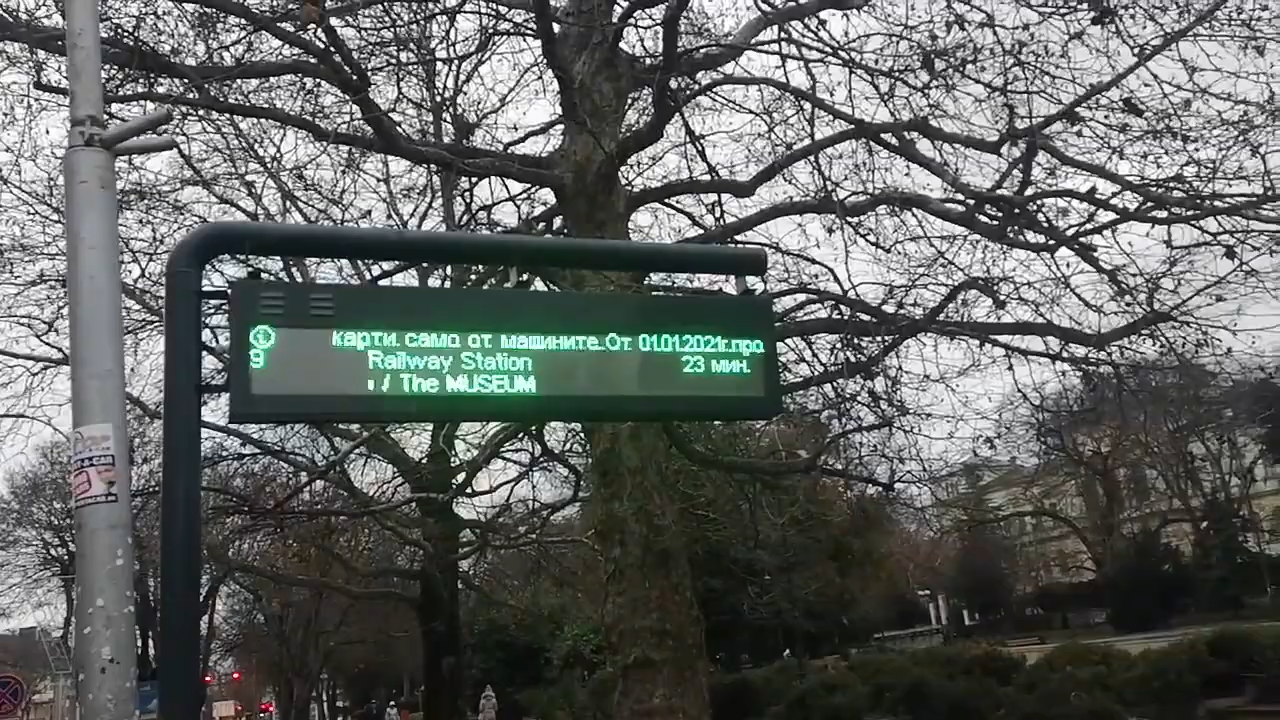 карти само от машините.От 01.01.2021г.про
9 Railway Station 23 мин.
/ The MUSEUM